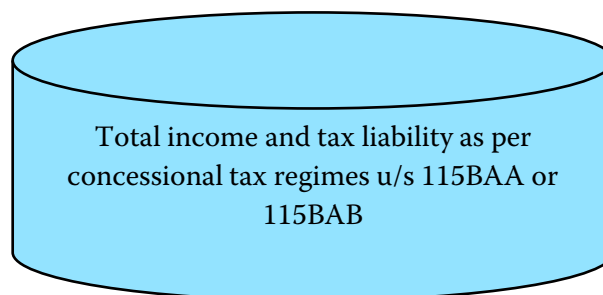 Total income and tax liability as per
concessional tax regimes u/s 115BAA or
115BAB